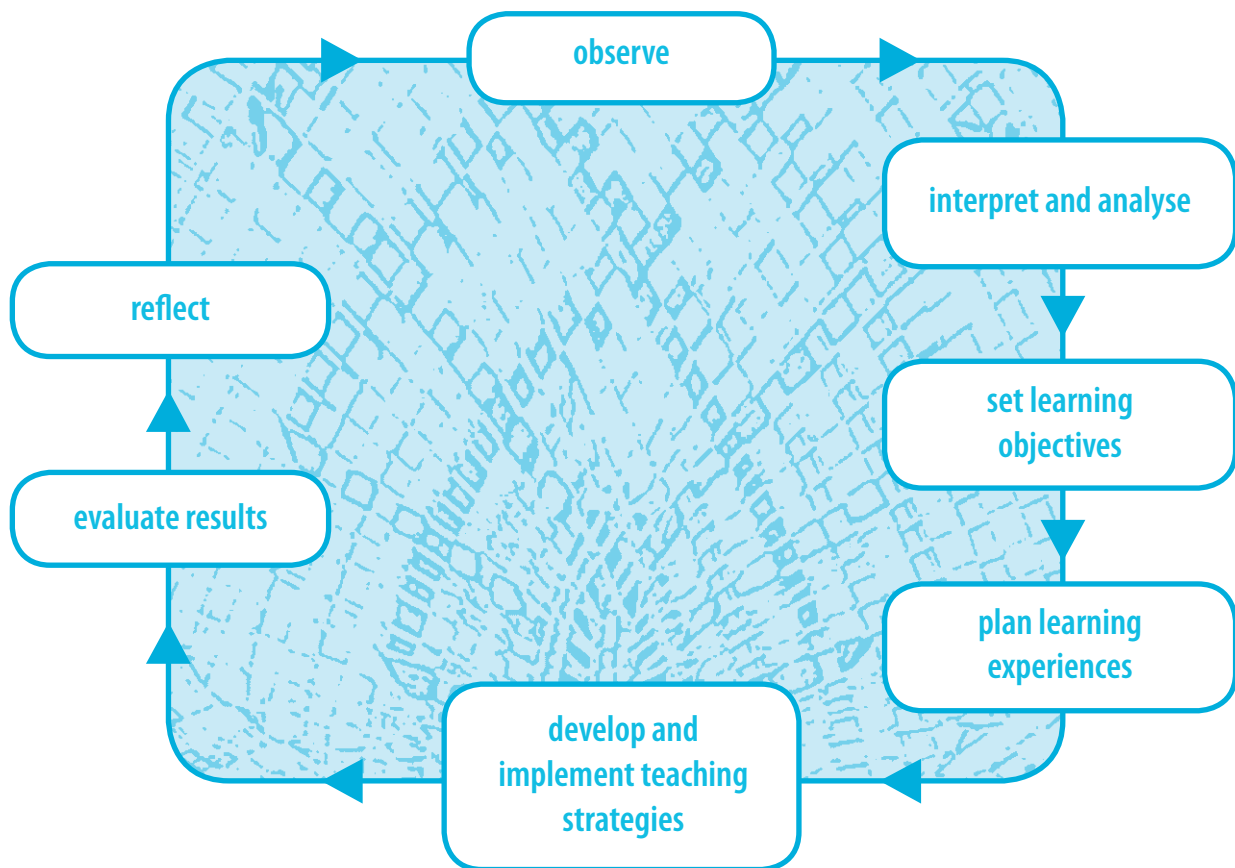 observe
interpret and analyse
set learning
objectives
plan learning
experiences
develop and
implement teaching
strategies
evaluate results
reflect